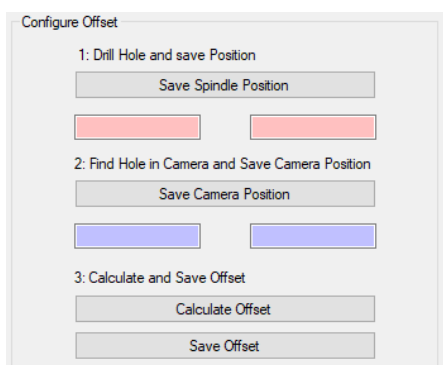 Configure Offset
1: Drill Hole and save Position
Save Spindle Position
2: Find Hole in Camera and Save Camera Position
Save Camera Position
3: Calculate and Save Offset
Calculate Offset
Save Offset